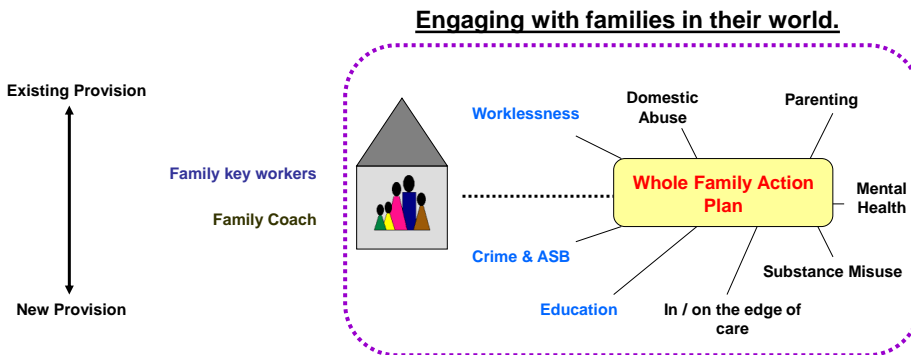 Engaging with families in their world.
Existing Provision
Worklessness
Domestic
Abuse
Parenting
Family key workers
Whole Family Action
Plan
Mental
Health
Family Coach
Crime & ASB
Substance Misuse
New Provision
Education
In / on the edge of
care